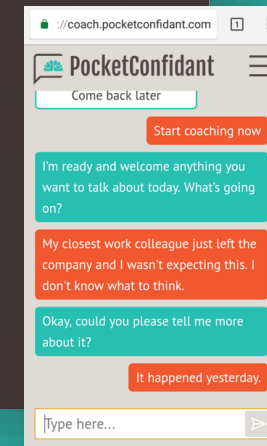 ://coach.pocketconfidant.com 1
PocketConfidant
Come back later
Start coaching now
I'm ready and welcome anything you
want to talk about today. What's going
on?
My closest work colleague just left the
company and I wasn't expecting this. I
don't know what to think.
Okay, could you please tell me more
about it?
It happened yesterday.
Type here...